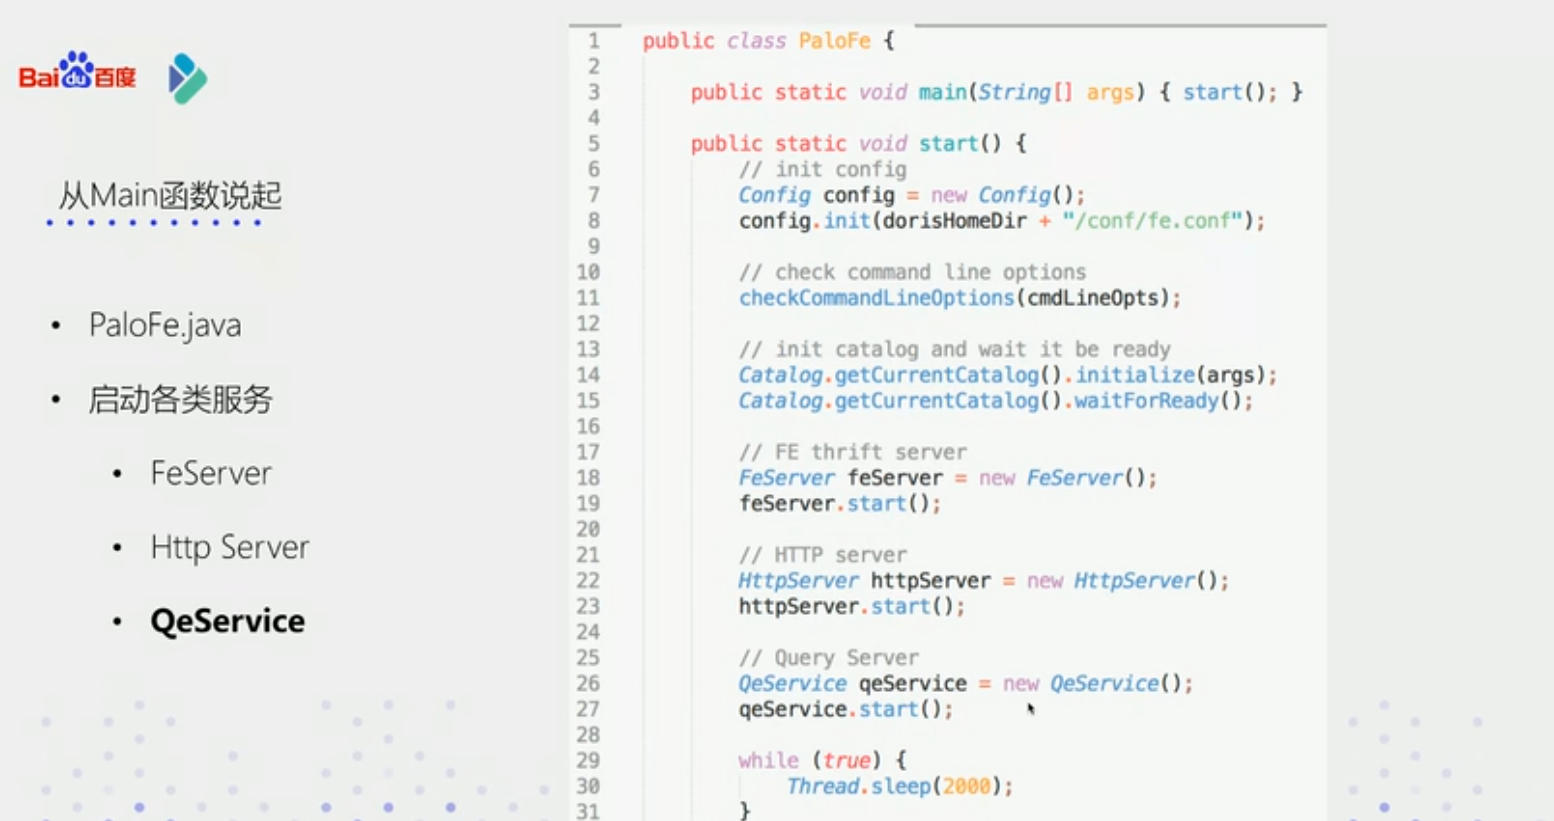 Baidu百度
从Main函数说起
• PaloFe.java
• 启动各类服务
• FeServer
• Http Server
• QeService
1 public class PaloFe {
2
3 public static void main(String[] args) { start(); }
4
5 public static void start() {
6 // init config
7 Config config = new Config();
8 config.init(dorisHomeDir + "/conf/fe.conf");
9
10 // check command line options
11 checkCommandLineOptions(cmdLineOpts);
12
13 // init catalog and wait it be ready
14 Catalog.getCurrentCatalog().initialize(args);
15 Catalog.getCurrentCatalog().waitForReady();
16
17 // FE thrift server
18 FeServer feServer = new FeServer();
19 feServer.start();
20
21 // HTTP server
22 HttpServer httpServer = new HttpServer();
23 httpServer.start();
24
25 // Query Server
26 QeService qeService = new QeService();
27 qeService.start();
28
29 while (true) {
30 Thread.sleep(2000);
31 }